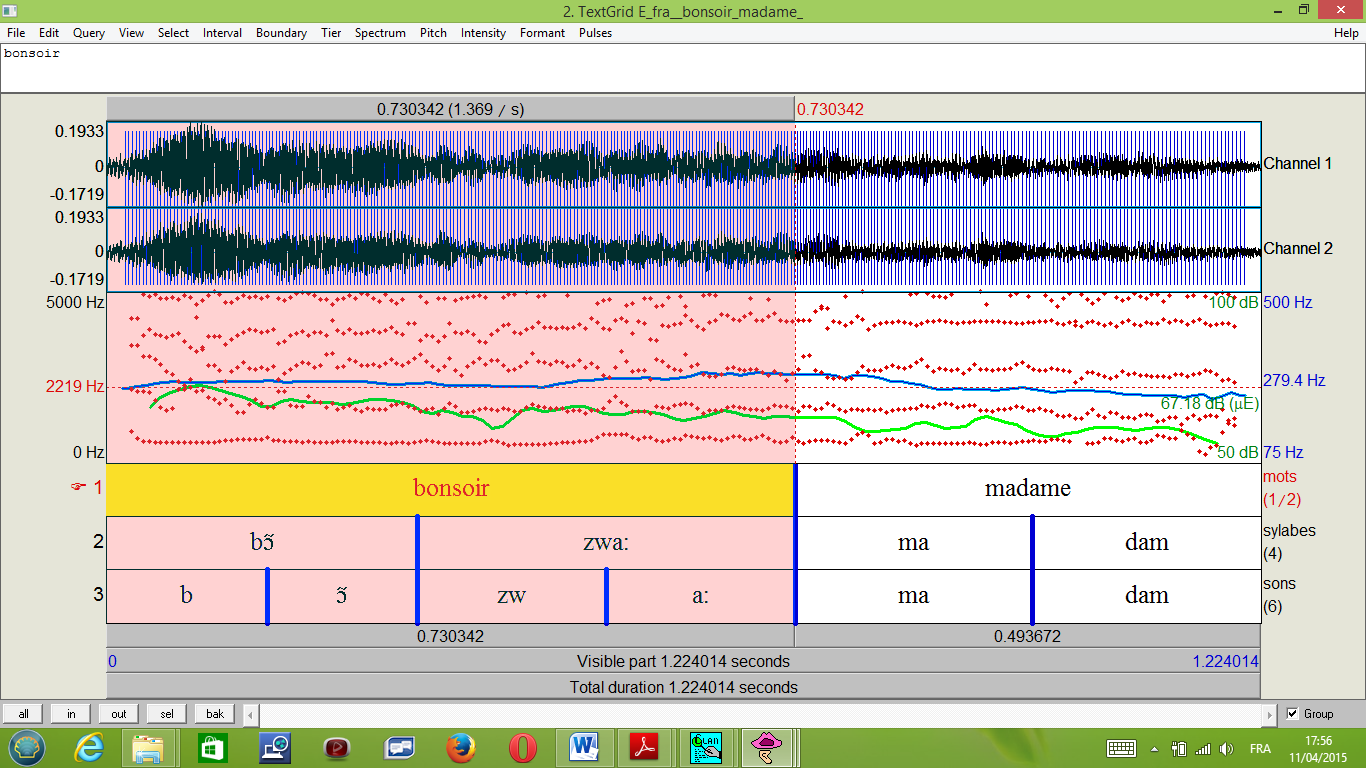 2. TextGrid E_fra__bonsoir_madame_
File Edit Query View Select Interval Boundary Tier Spectrum Pitch Intensity Formant Pulses Help
bonsoir
0.730342 (1.369 / s) 0.730342
0.1933
0 Channel 1
-0.1719
0.1933
0 Channel 2
-0.1719
5000 Hz 100 dB 500 Hz
2219 Hz 279.4 Hz
67.18 dB (µE)
0 Hz 50 dB 75 Hz
1 bonsoir madame mots (1/2)
2 bɔ̃ zwa: ma dam sylabes (4)
3 b ɔ̃ zw a: ma dam sons (6)
0.730342 0.493672
0 Visible part 1.224014 seconds 1.224014
Total duration 1.224014 seconds
all in out sel bak Group
CLAN FRA 17:56
11/04/2015